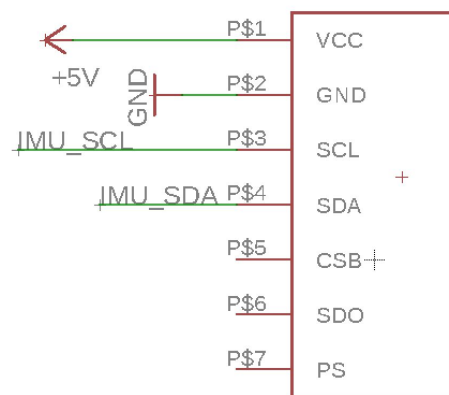 P$1 VCC
+5V
GND P$2 GND
IMU_SCL P$3 SCL
IMU_SDA P$4 SDA
P$5 CSB
P$6 SDO
P$7 PS